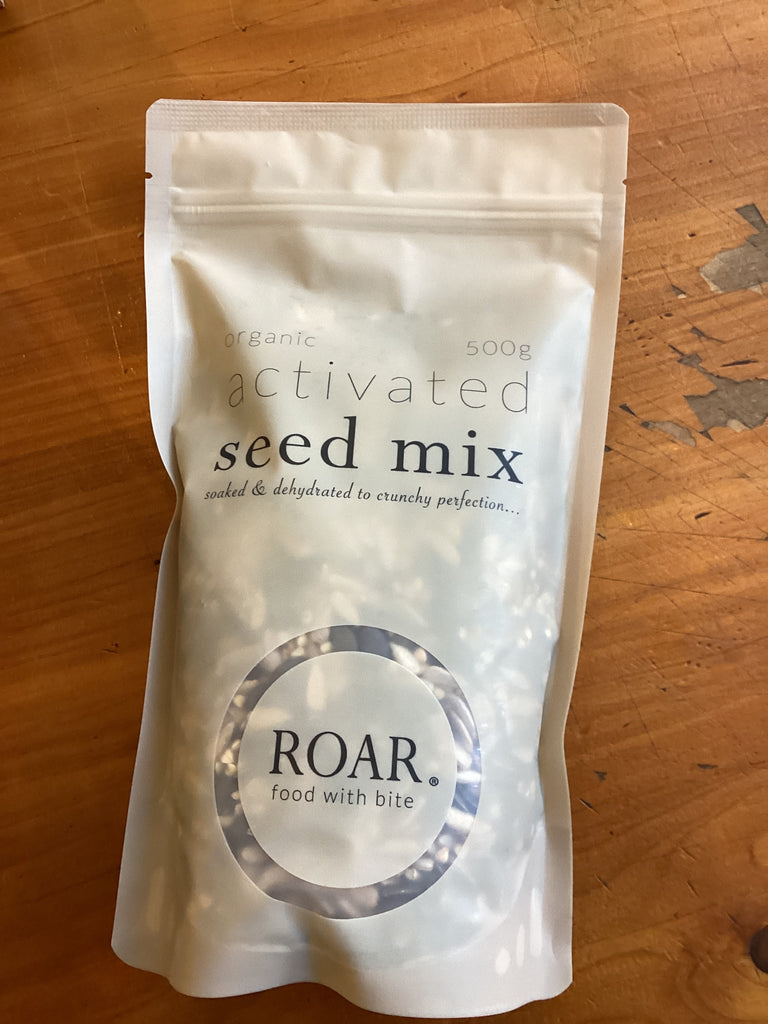 organic 500g
activated
seed mix
soaked & dehydrated to crunchy perfection...
ROAR®
food with bite